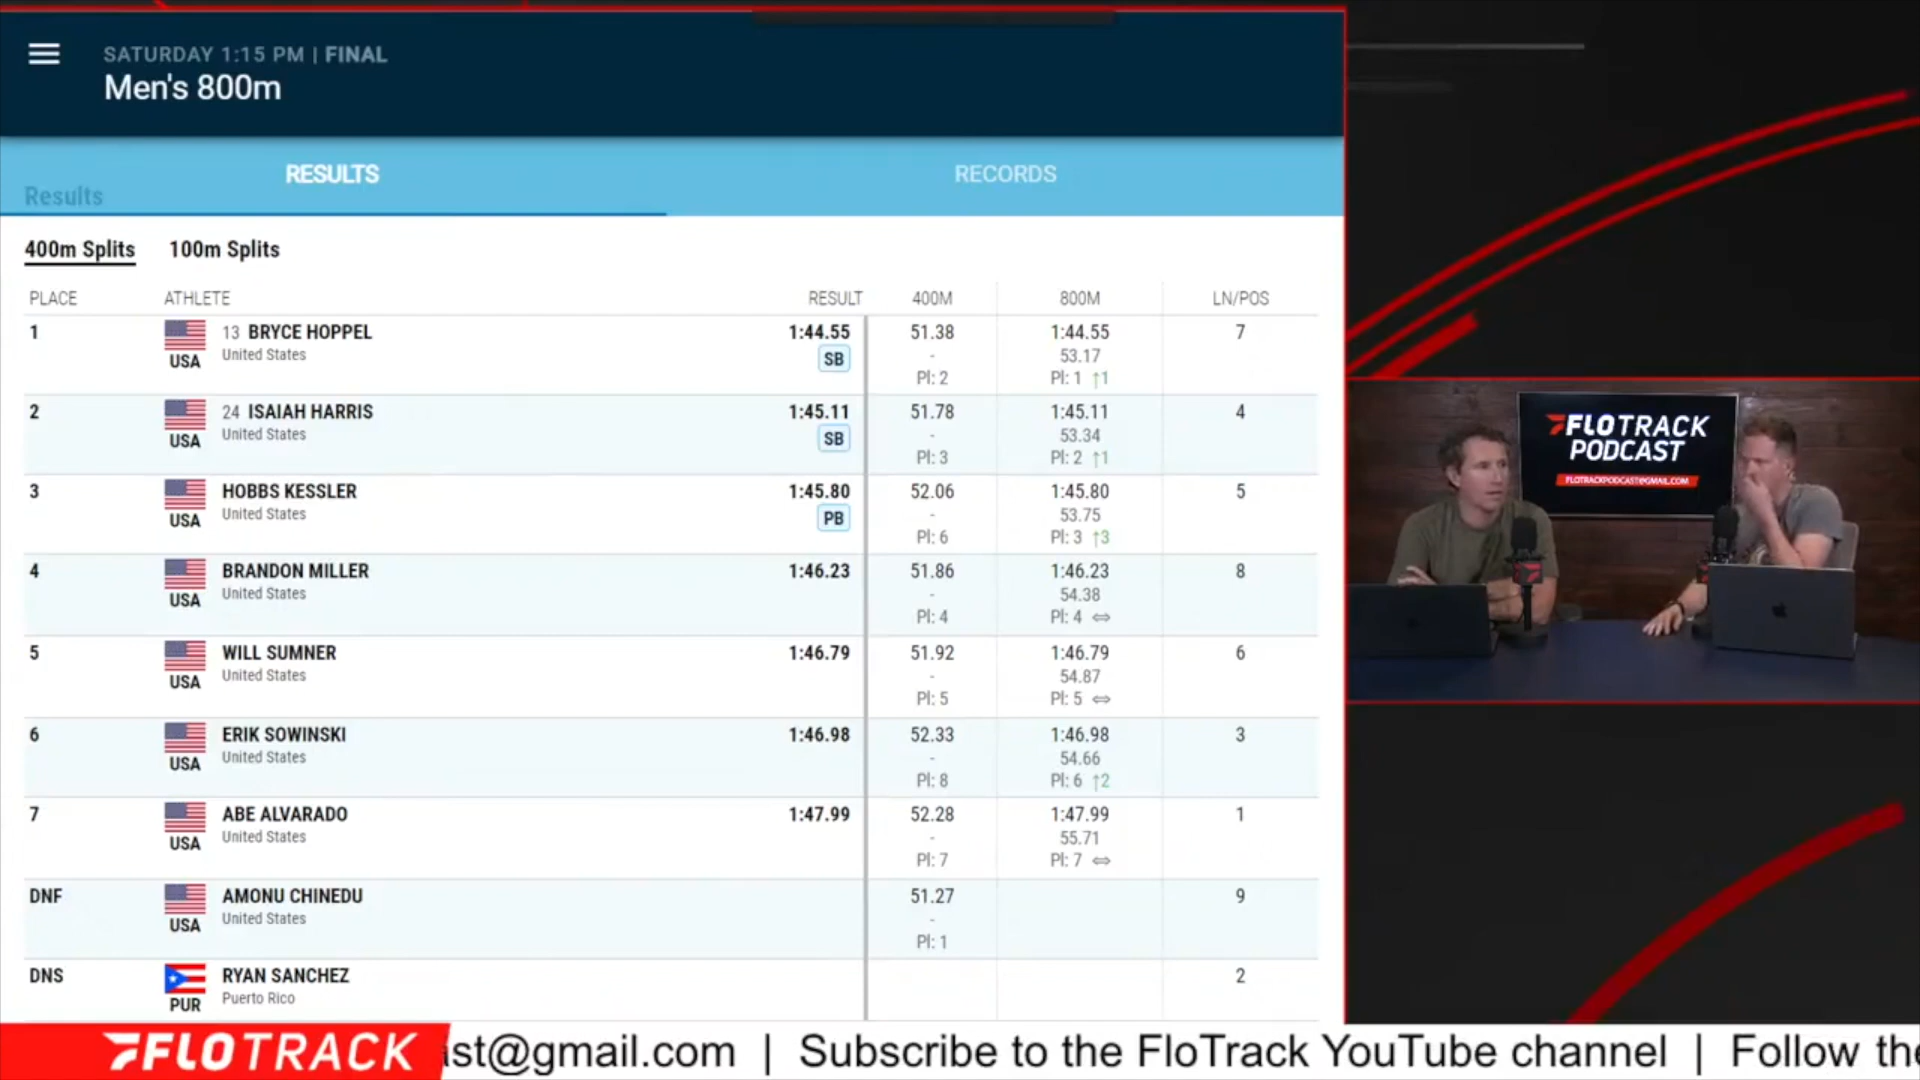 SATURDAY 1:15 PM | FINAL
Men's 800m
RESULTS
RECORDS
Results
400m Splits 100m Splits
PLACE ATHLETE RESULT 400M 800M LN/POS
1 13 BRYCE HOPPEL 1:44.55 51.38 1:44.55 7
USA United States SB - 53.17
Pl: 2 Pl: 1 ↑1
2 24 ISAIAH HARRIS 1:45.11 51.78 1:45.11 4
USA United States SB - 53.34
Pl: 3 Pl: 2 ↑1
3 HOBBS KESSLER 1:45.80 52.06 1:45.80 5
USA United States PB - 53.75
Pl: 6 Pl: 3 ↑3
4 BRANDON MILLER 1:46.23 51.86 1:46.23 8
USA United States - 54.38
Pl: 4 Pl: 4 ⇔
5 WILL SUMNER 1:46.79 51.92 1:46.79 6
USA United States - 54.87
Pl: 5 Pl: 5 ⇔
6 ERIK SOWINSKI 1:46.98 52.33 1:46.98 3
USA United States - 54.66
Pl: 8 Pl: 6 ↑2
7 ABE ALVARADO 1:47.99 52.28 1:47.99 1
USA United States - 55.71
Pl: 7 Pl: 7 ⇔
DNF AMONU CHINEDU 51.27 9
USA United States -
Pl: 1
DNS RYAN SANCHEZ 2
PUR Puerto Rico
FLOTRACK
PODCAST
FLOTRACKPODCAST@GMAIL.COM
FLOTRACK ast@gmail.com | Subscribe to the FloTrack YouTube channel | Follow the